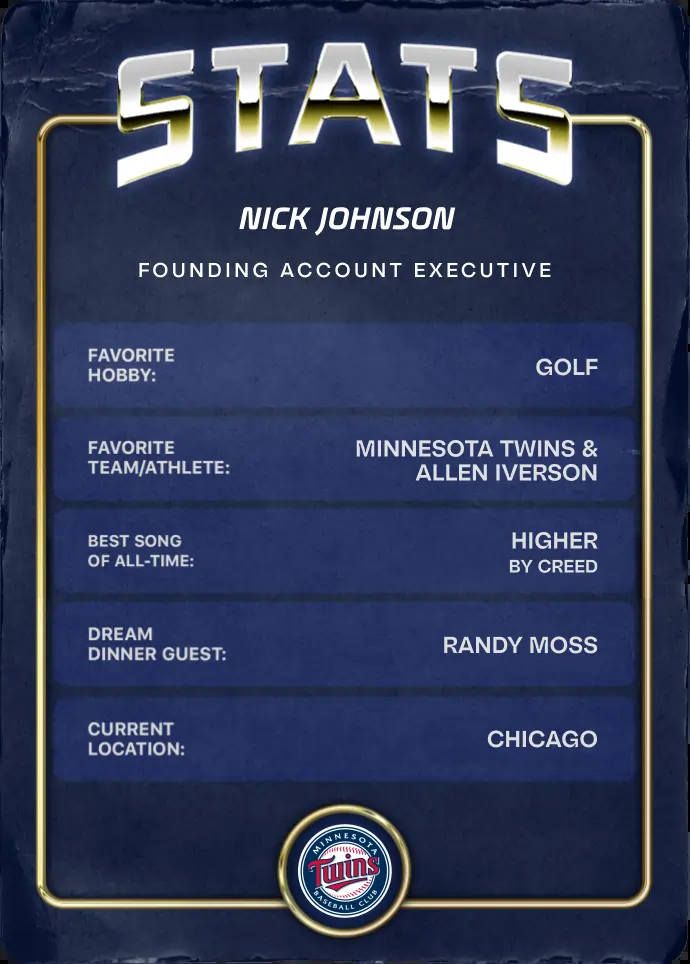 STATS
NICK JOHNSON
FOUNDING ACCOUNT EXECUTIVE
FAVORITE
HOBBY:
GOLF
FAVORITE
TEAM/ATHLETE:
MINNESOTA TWINS &
ALLEN IVERSON
BEST SONG
OF ALL-TIME:
HIGHER
BY CREED
DREAM
DINNER GUEST:
RANDY MOSS
CURRENT
LOCATION:
CHICAGO
MINNESOTA
Twins
BASEBALL CLUB